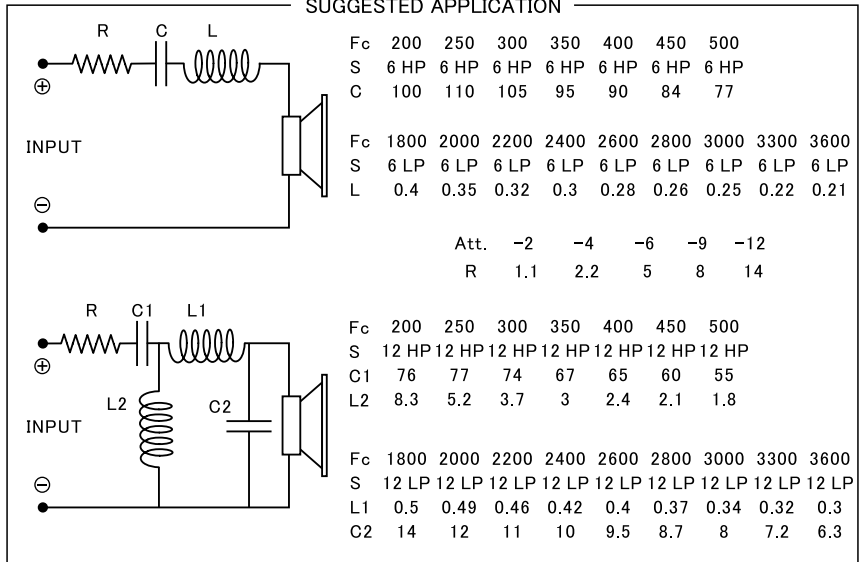 SUGGESTED APPLICATION
R C L
⊕
INPUT
⊖
Fc 200 250 300 350 400 450 500
S 6 HP 6 HP 6 HP 6 HP 6 HP 6 HP 6 HP
C 100 110 105 95 90 84 77
Fc 1800 2000 2200 2400 2600 2800 3000 3300 3600
S 6 LP 6 LP 6 LP 6 LP 6 LP 6 LP 6 LP 6 LP 6 LP
L 0.4 0.35 0.32 0.3 0.28 0.26 0.25 0.22 0.21
Att. -2 -4 -6 -9 -12
R 1.1 2.2 5 8 14
R C1 L1
⊕
L2 C2
INPUT
⊖
Fc 200 250 300 350 400 450 500
S 12 HP 12 HP 12 HP 12 HP 12 HP 12 HP 12 HP
C1 76 77 74 67 65 60 55
L2 8.3 5.2 3.7 3 2.4 2.1 1.8
Fc 1800 2000 2200 2400 2600 2800 3000 3300 3600
S 12 LP 12 LP 12 LP 12 LP 12 LP 12 LP 12 LP 12 LP 12 LP
L1 0.5 0.49 0.46 0.42 0.4 0.37 0.34 0.32 0.3
C2 14 12 11 10 9.5 8.7 8 7.2 6.3